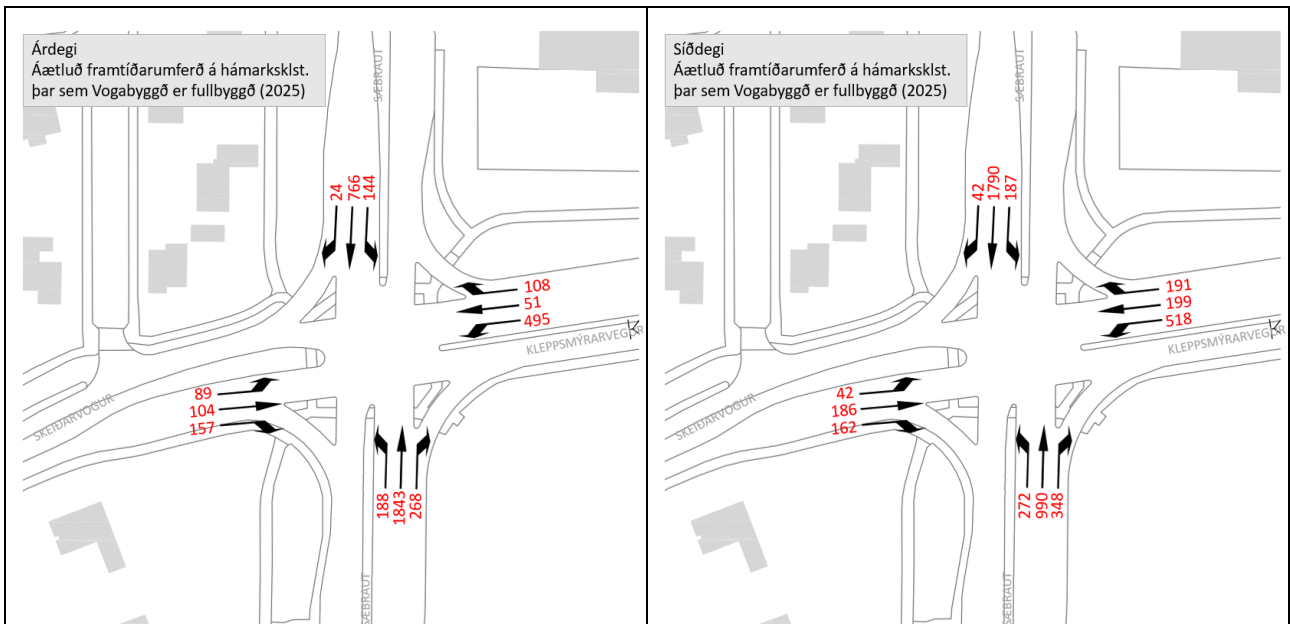 Árdegi
Áætluð framtíðarumferð á hámarksklst.
þar sem Vogabyggð er fullbyggð (2025)
SÆBRAUT
24
766
144
108
51
495
KLEPPSMÝRARVEGUR
89
104
157
SKEIÐARVOGUR
188
1843
268
SÆBRAUT
Síðdegi
Áætluð framtíðarumferð á hámarksklst.
þar sem Vogabyggð er fullbyggð (2025)
SÆBRAUT
42
1790
187
191
199
518
KLEPPSMÝRARVEGUR
42
186
162
SKEIÐARVOGUR
272
990
348
SÆBRAUT